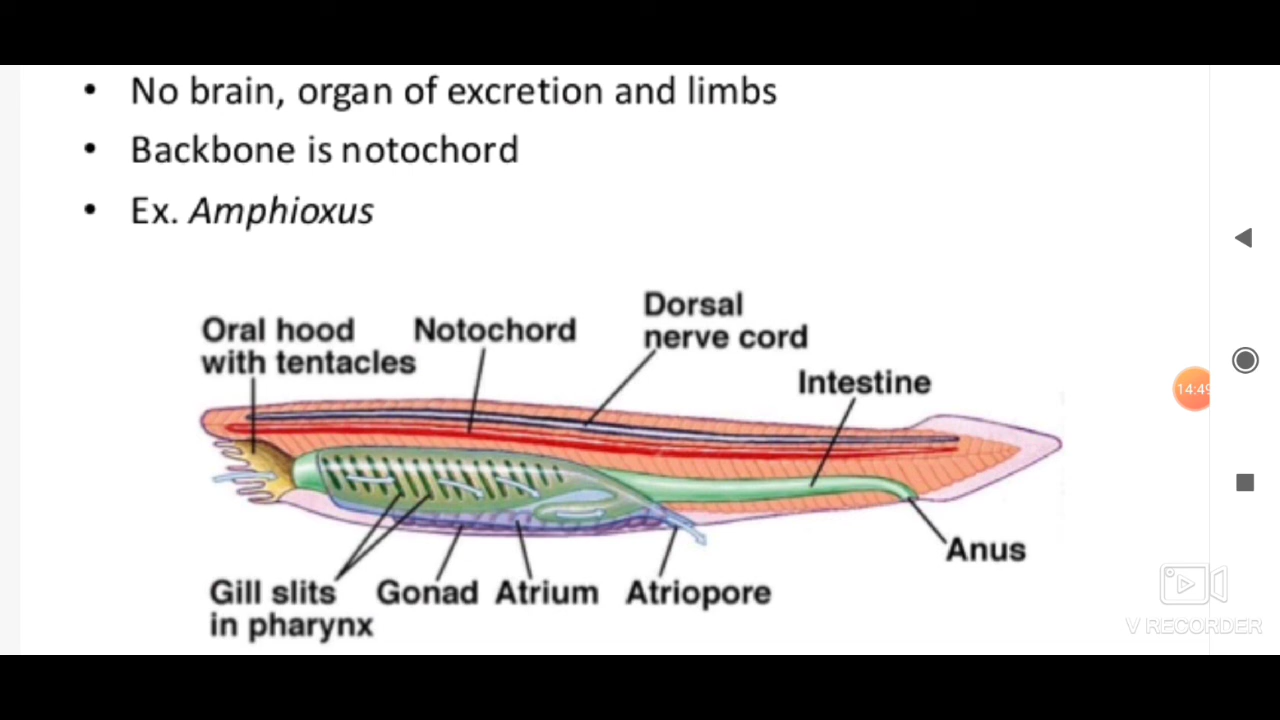 • No brain, organ of excretion and limbs
• Backbone is notochord
• Ex. Amphioxus
Dorsal
nerve cord
Oral hood
with tentacles
Notochord
Intestine
14:49
Anus
Gill slits
in pharynx
Gonad
Atrium
Atriopore
V RECORDER